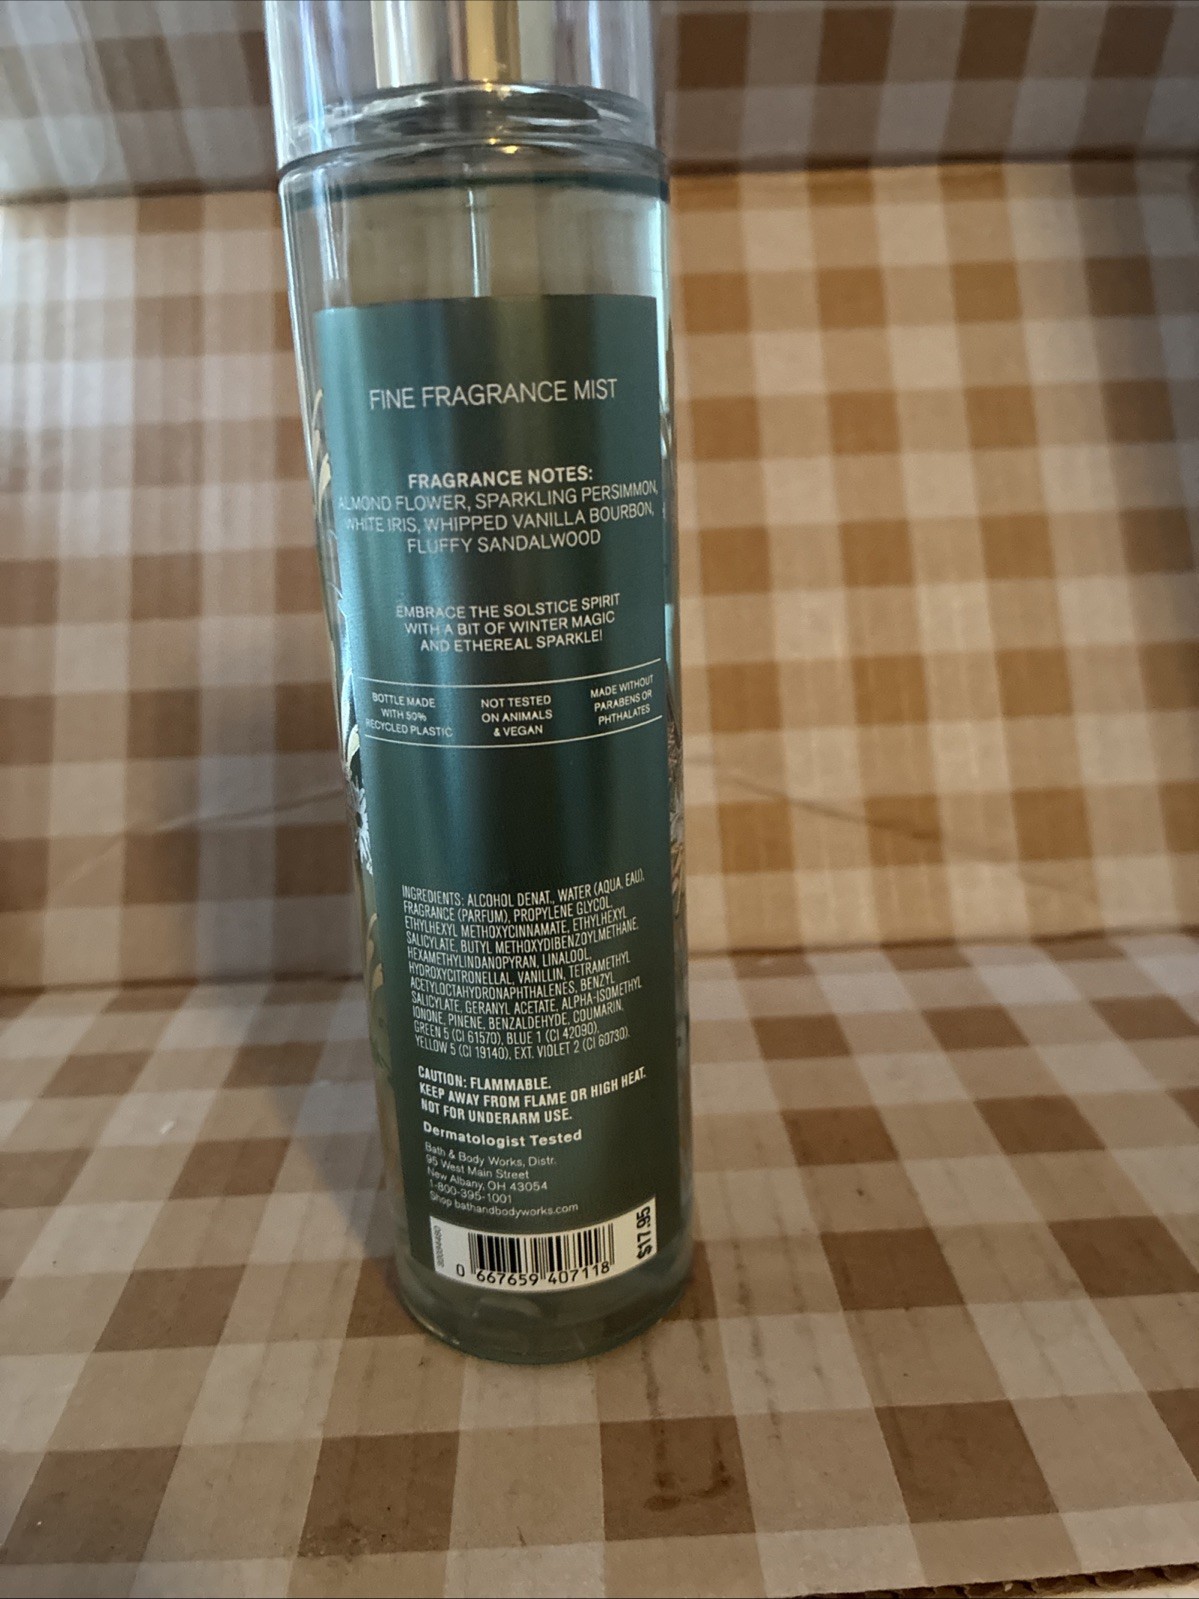 FINE FRAGRANCE MIST
FRAGRANCE NOTES:
ALMOND FLOWER, SPARKLING PERSIMMON,
WHITE IRIS, WHIPPED VANILLA BOURBON,
FLUFFY SANDALWOOD
EMBRACE THE SOLSTICE SPIRIT
WITH A BIT OF WINTER MAGIC
AND ETHEREAL SPARKLE!
BOTTLE MADE
WITH 50%
RECYCLED PLASTIC
NOT TESTED
ON ANIMALS
& VEGAN
MADE WITHOUT
PARABENS OR
PHTHALATES
INGREDIENTS: ALCOHOL DENAT., WATER (AQUA, EAU),
FRAGRANCE (PARFUM), PROPYLENE GLYCOL,
ETHYLHEXYL METHOXYCINNAMATE, ETHYLHEXYL
SALICYLATE, BUTYL METHOXYDIBENZOYLMETHANE,
HEXAMETHYLINDANOPYRAN, LINALOOL,
HYDROXYCITRONELLAL, VANILLIN, TETRAMETHYL
ACETYLOCTAHYDRONAPHTHALENES, BENZYL
SALICYLATE, GERANYL ACETATE, ALPHA-ISOMETHYL
IONONE, PINENE, BENZALDEHYDE, COUMARIN,
GREEN 5 (CI 61570), BLUE 1 (CI 42090),
YELLOW 5 (CI 19140), EXT. VIOLET 2 (CI 60730).
CAUTION: FLAMMABLE.
KEEP AWAY FROM FLAME OR HIGH HEAT.
NOT FOR UNDERARM USE.
Dermatologist Tested
Bath & Body Works, Distr.
95 West Main Street
New Albany, OH 43054
1-800-395-1001
Shop bathandbodyworks.com
0 667659 407118
$17.95